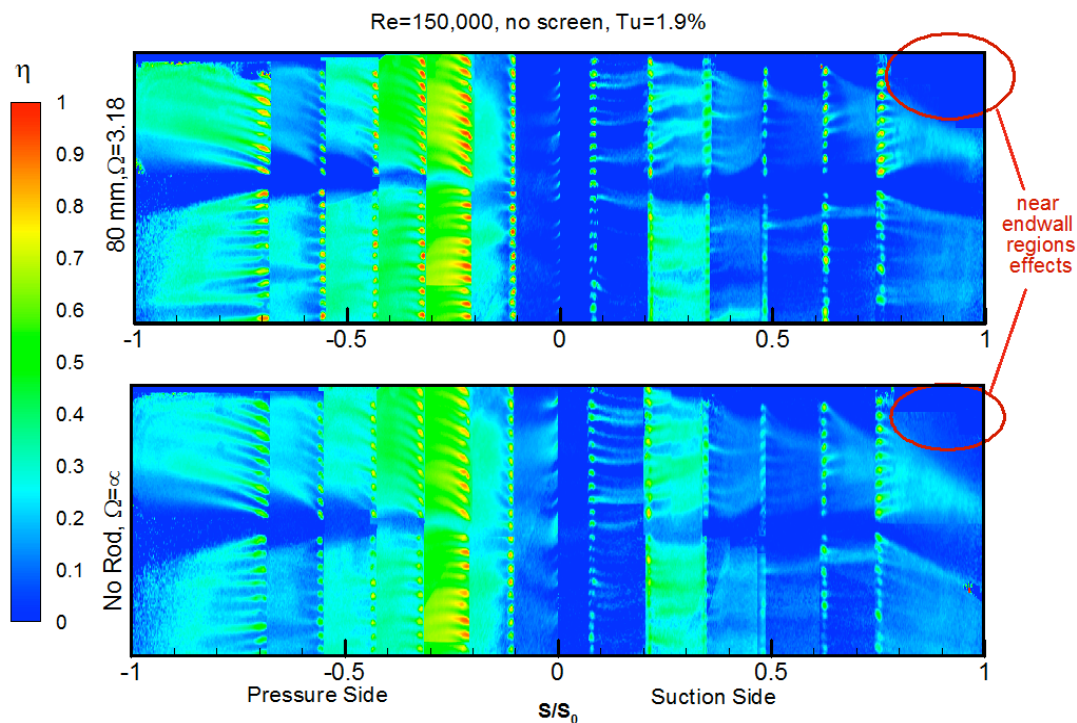 Re=150,000, no screen, Tu=1.9%
η
1
0.9
0.8
0.7
0.6
0.5
0.4
0.3
0.2
0.1
0
80 mm,Ω=3.18
-1 -0.5 0 0.5 1
near
endwall
regions
effects
No Rod, Ω=∝
-1 -0.5 0 0.5 1
Pressure Side Suction Side
S/S₀